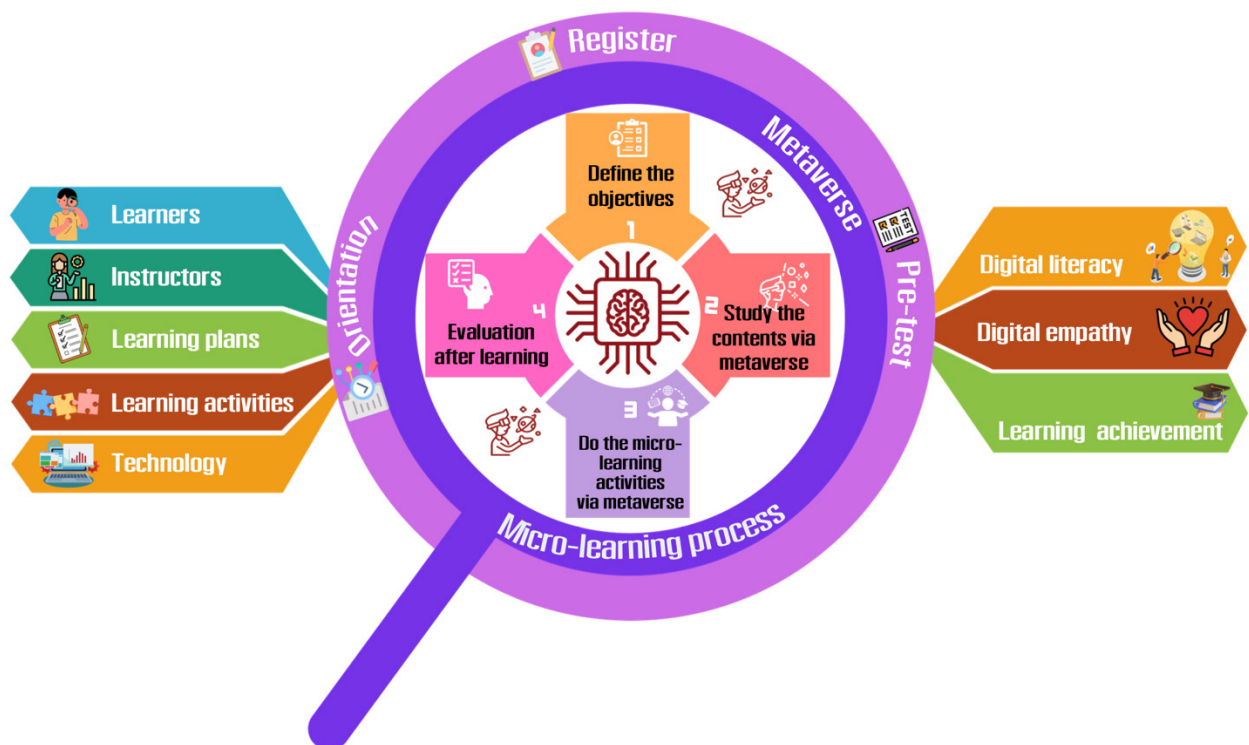 Register
Orientation
Pre-test
Metaverse
Micro-learning process
Learners
Instructors
Learning plans
Learning activities
Technology
Define the
objectives
1
2
Study the
contents via
metaverse
3
Do the micro-
learning
activities
via metaverse
4
Evaluation
after learning
TEST
Digital literacy
Digital empathy
Learning achievement